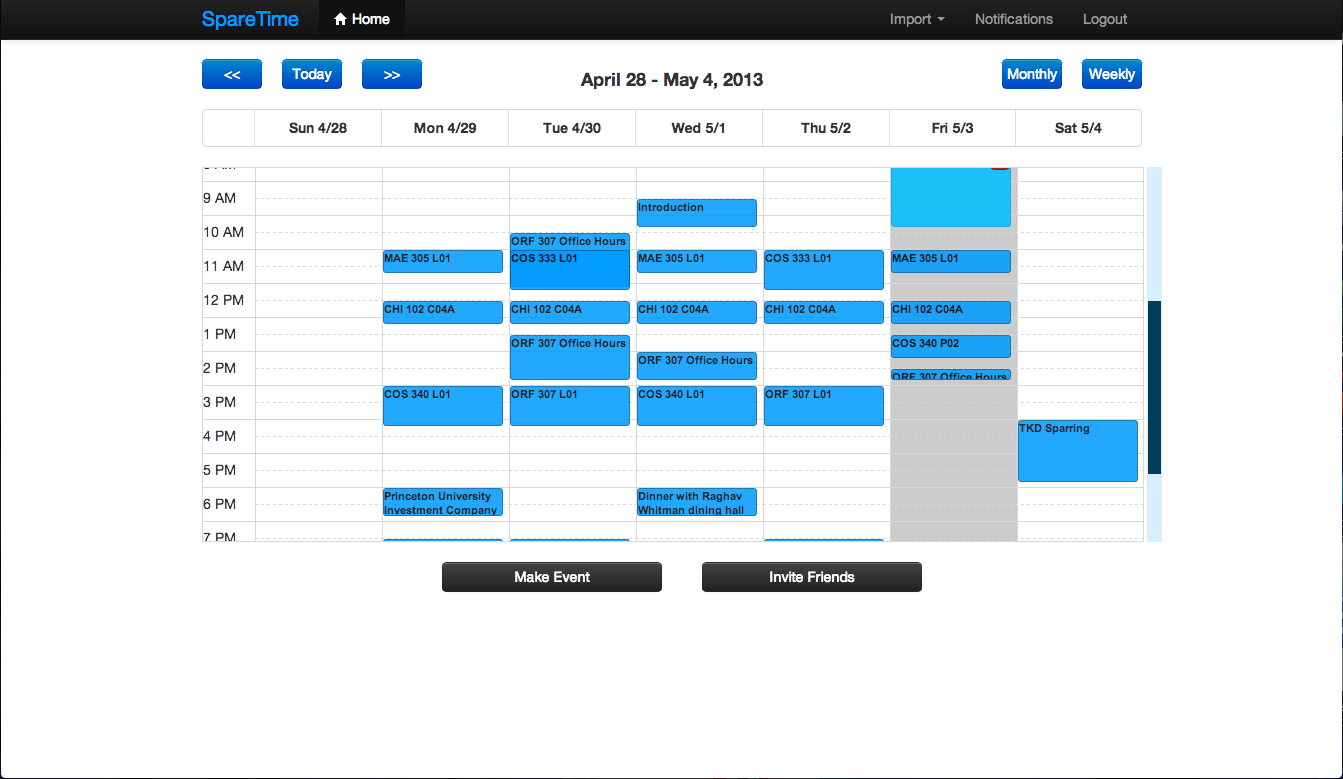 SpareTime
Home
Import
Notifications
Logout
<<
Today
>>
April 28 - May 4, 2013
Monthly
Weekly
Sun 4/28
Mon 4/29
Tue 4/30
Wed 5/1
Thu 5/2
Fri 5/3
Sat 5/4
9 AM
Introduction
10 AM
ORF 307 Office Hours
11 AM
MAE 305 L01
COS 333 L01
MAE 305 L01
COS 333 L01
MAE 305 L01
12 PM
CHI 102 C04A
CHI 102 C04A
CHI 102 C04A
CHI 102 C04A
CHI 102 C04A
1 PM
ORF 307 Office Hours
COS 340 P02
2 PM
ORF 307 Office Hours
ORF 307 Office Hours
3 PM
COS 340 L01
ORF 307 L01
COS 340 L01
ORF 307 L01
4 PM
TKD Sparring
5 PM
6 PM
Princeton University
Investment Company
Dinner with Raghav
Whitman dining hall
7 PM
Make Event
Invite Friends